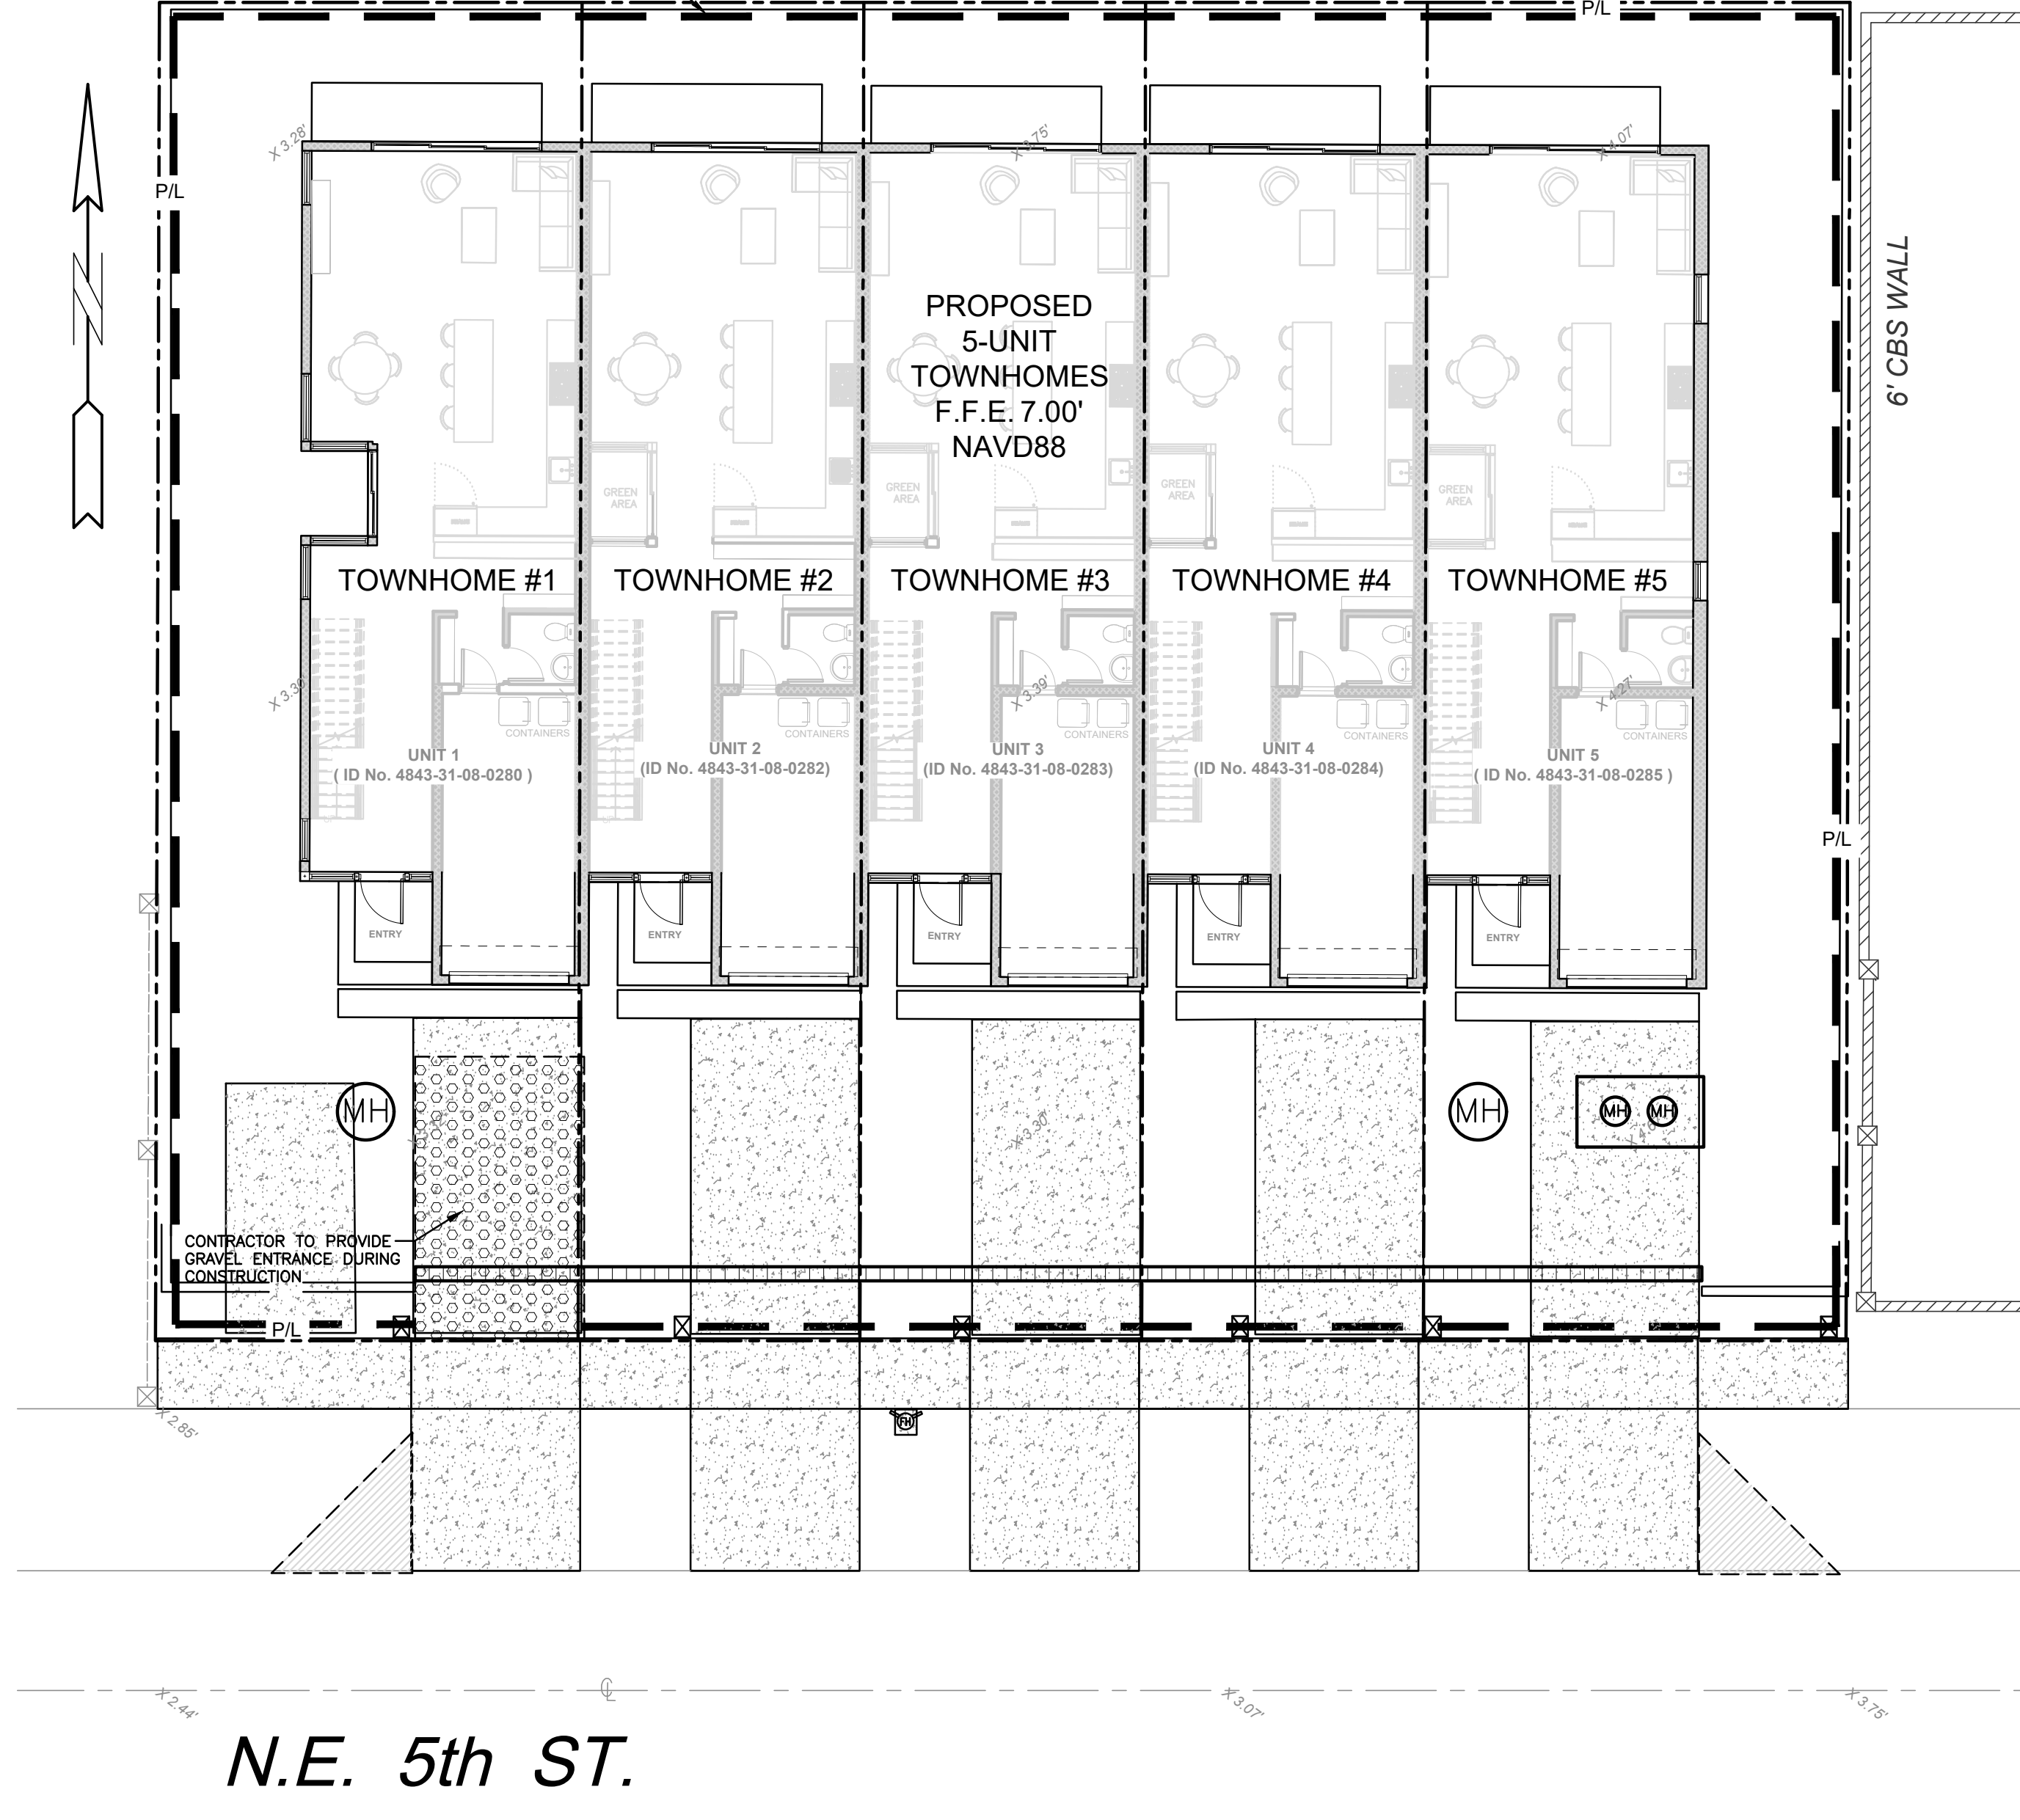 P/L
X 3.28'
X 3.75'
X 4.07'
P/L
6' CBS WALL
PROPOSED
5-UNIT
TOWNHOMES
F.F.E. 7.00'
NAVD88
GREEN
AREA
GREEN
AREA
GREEN
AREA
GREEN
AREA
TOWNHOME #1
TOWNHOME #2
TOWNHOME #3
TOWNHOME #4
TOWNHOME #5
X 3.39'
X 4.27'
CONTAINERS
CONTAINERS
CONTAINERS
CONTAINERS
CONTAINERS
UNIT 1
( ID No. 4843-31-08-0280 )
UNIT 2
(ID No. 4843-31-08-0282)
UNIT 3
(ID No. 4843-31-08-0283)
UNIT 4
(ID No. 4843-31-08-0284)
UNIT 5
( ID No. 4843-31-08-0285 )
P/L
ENTRY
ENTRY
ENTRY
ENTRY
ENTRY
MH
MH
MH
MH
X 3.30'
CONTRACTOR TO PROVIDE
GRAVEL ENTRANCE DURING
CONSTRUCTION
P/L
X 2.85'
FH
X 2.44'
X 3.07'
X 3.75'
N.E. 5th ST.